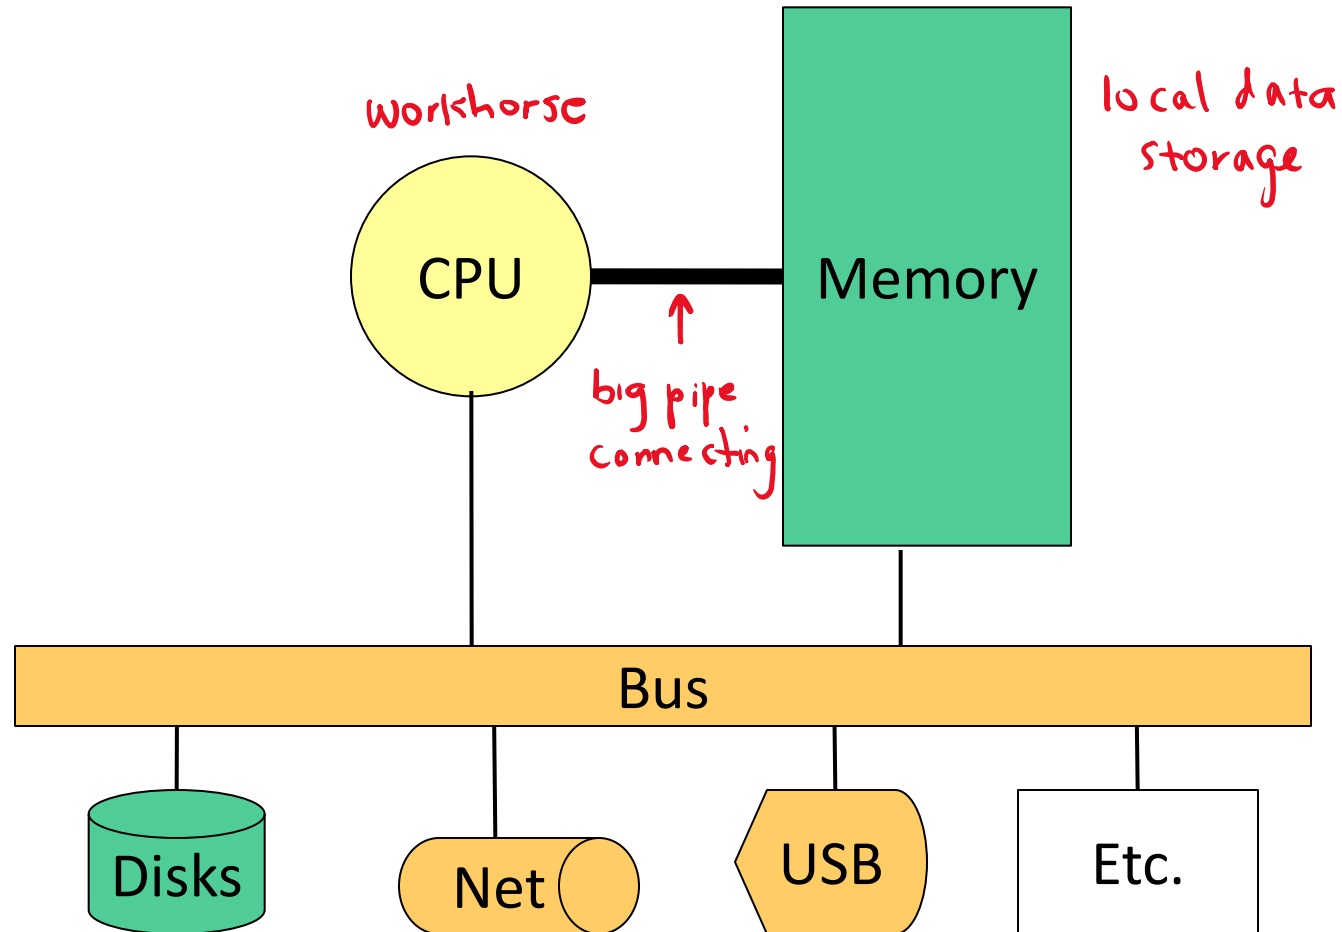 workhorse
local data
storage
CPU
Memory
big pipe
connecting
Bus
Disks
Net
USB
Etc.